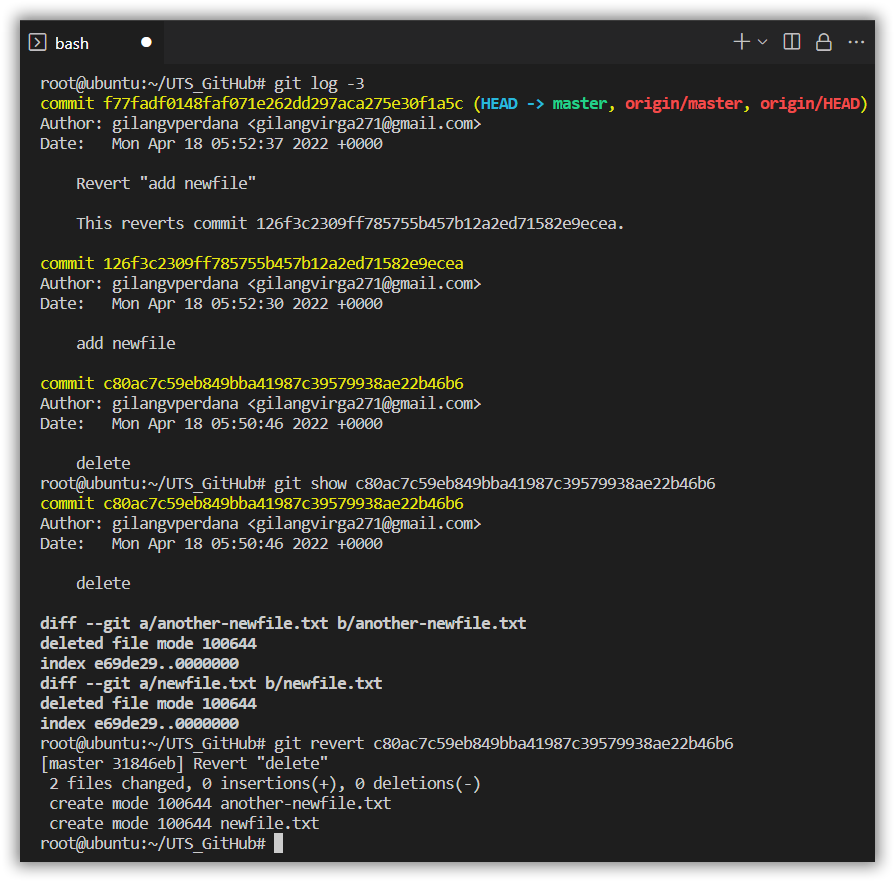 bash
root@ubuntu:~/UTS_GitHub# git log -3
commit f77fadf0148faf071e262dd297aca275e30f1a5c (HEAD -> master, origin/master, origin/HEAD)
Author: gilangvperdana <gilangvirga271@gmail.com>
Date:   Mon Apr 18 05:52:37 2022 +0000
    Revert "add newfile"
    This reverts commit 126f3c2309ff785755b457b12a2ed71582e9ecea.
commit 126f3c2309ff785755b457b12a2ed71582e9ecea
Author: gilangvperdana <gilangvirga271@gmail.com>
Date:   Mon Apr 18 05:52:30 2022 +0000
    add newfile
commit c80ac7c59eb849bba41987c39579938ae22b46b6
Author: gilangvperdana <gilangvirga271@gmail.com>
Date:   Mon Apr 18 05:50:46 2022 +0000
    delete
root@ubuntu:~/UTS_GitHub# git show c80ac7c59eb849bba41987c39579938ae22b46b6
commit c80ac7c59eb849bba41987c39579938ae22b46b6
Author: gilangvperdana <gilangvirga271@gmail.com>
Date:   Mon Apr 18 05:50:46 2022 +0000
    delete
diff --git a/another-newfile.txt b/another-newfile.txt
deleted file mode 100644
index e69de29..0000000
diff --git a/newfile.txt b/newfile.txt
deleted file mode 100644
index e69de29..0000000
root@ubuntu:~/UTS_GitHub# git revert c80ac7c59eb849bba41987c39579938ae22b46b6
[master 31846eb] Revert "delete"
 2 files changed, 0 insertions(+), 0 deletions(-)
 create mode 100644 another-newfile.txt
 create mode 100644 newfile.txt
root@ubuntu:~/UTS_GitHub#